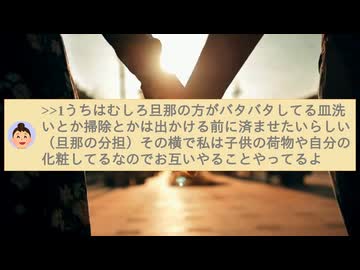 >>1うちはむしろ旦那の方がバタバタしてる皿洗
いとか掃除とかは出かける前に済ませたいらしい
（旦那の分担）その横で私は子供の荷物や自分の
化粧してるなのでお互いやることやってるよ